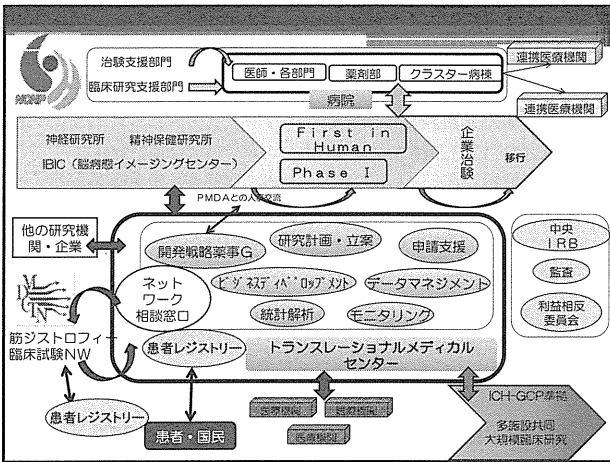 治験支援部門
臨床研究支援部門
医師・各部門
薬剤部
クラスター病棟
病院
連携医療機関
連携医療機関
神経研究所 精神保健研究所
IBIC（脳病態イメージングセンター）
First in
Human
Phase I
企業治験
移行
PMDAとの人事交流
他の研究機
関・企業
開発戦略薬事G
研究計画・立案
申請支援
ネット
ワーク
相談窓口
ﾋﾞｼﾞﾈｽﾃﾞｨﾍﾞﾛｯﾌﾟﾒﾝﾄ
データマネジメント
統計解析
モニタリング
中央
IRB
監査
利益相反
委員会
筋ジストロフィー
臨床試験NW
患者レジストリー
トランスレーショナルメディカル
センター
患者レジストリー
患者・国民
医療機関
医療機関
医療機関
ICH-GCP準拠
多施設共同
大規模臨床研究